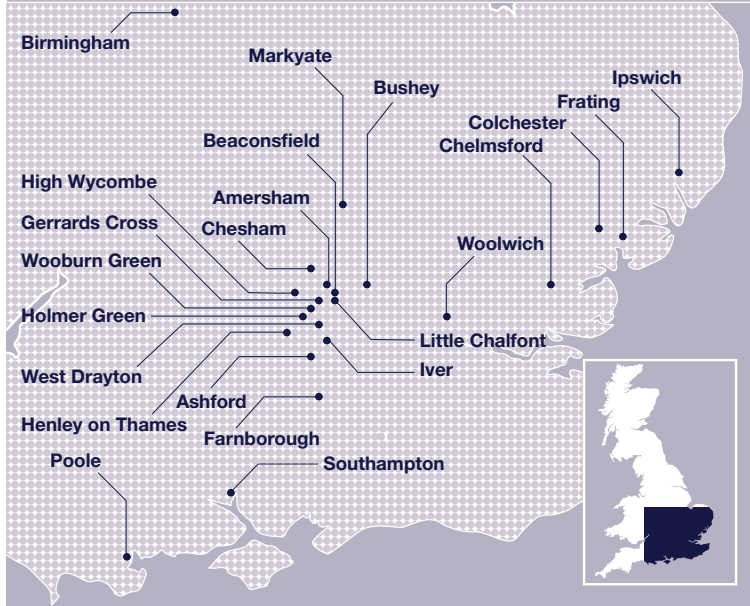 Birmingham
Markyate
Bushey
Ipswich
Frating
Colchester
Chelmsford
Beaconsfield
High Wycombe
Amersham
Gerrards Cross
Chesham
Woolwich
Wooburn Green
Holmer Green
Little Chalfont
West Drayton
Iver
Ashford
Henley on Thames
Farnborough
Poole
Southampton